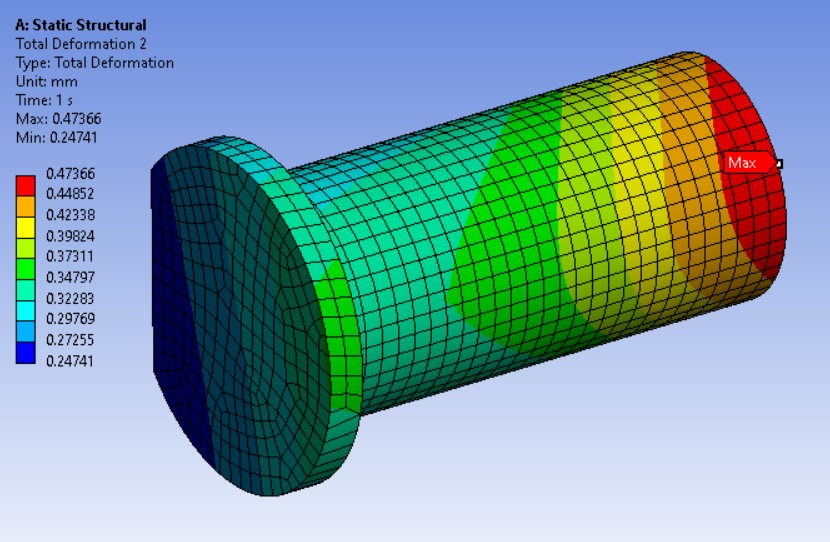 A: Static Structural
Total Deformation 2
Type: Total Deformation
Unit: mm
Time: 1 s
Max: 0.47366
Min: 0.24741
0.47366
0.44852
0.42338
0.39824
0.37311
0.34797
0.32283
0.29769
0.27255
0.24741
Max